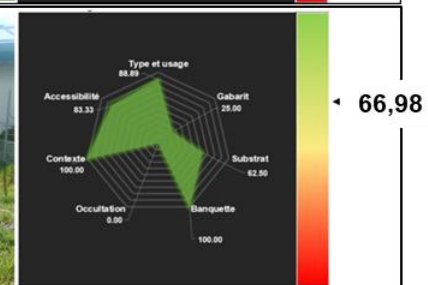 Type et usage
88.89
Accessibilité
83.33
Gabarit
25.00
66,98
Contexte
100.00
Substrat
62.50
Occultation
0.00
Banquette
100.00